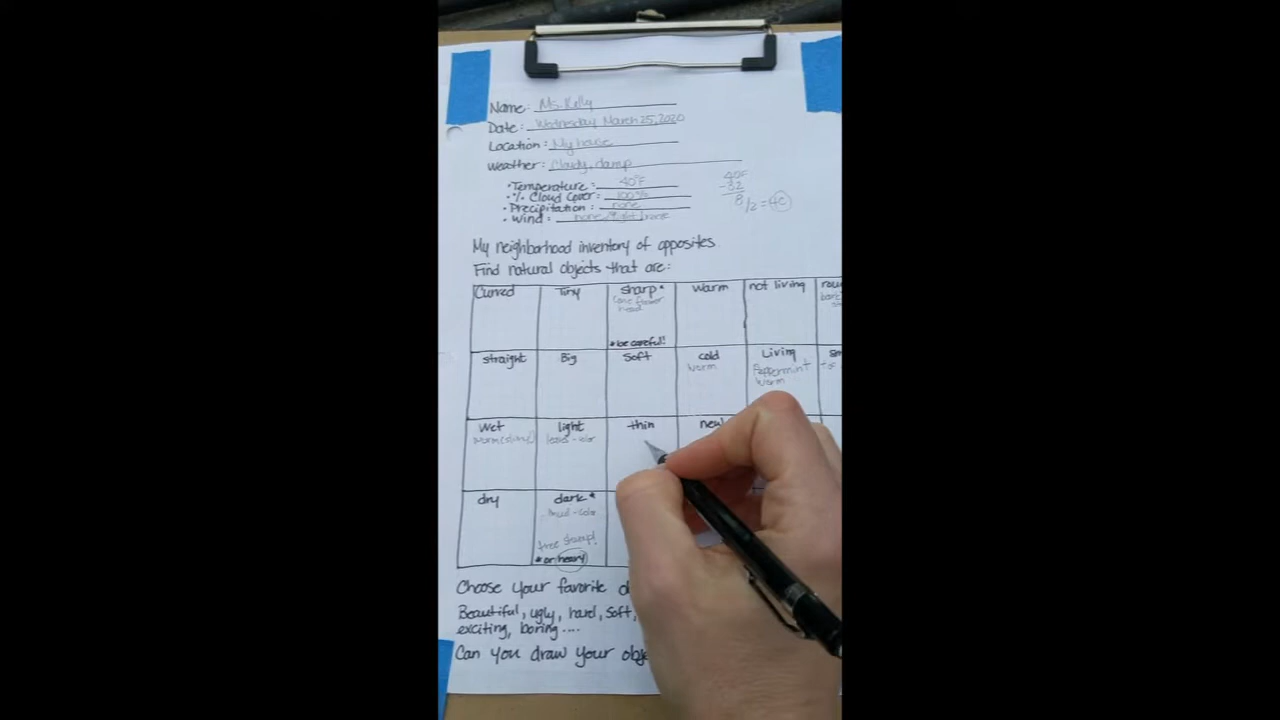 Name: Ms. Kelly
Date: Wednesday March 25, 2020
Location: My house
Weather: Cloudy, damp
• Temperature: 40°F
• % Cloud Cover: 100%
• Precipitation: none
• Wind: none
40°F
-32
8/2=4C
My neighborhood inventory of opposites
Find natural objects that are:
Curved Tiny sharp* warm not living
Cone flower
head
*be careful!
straight Big Soft cold Living
worm Peppermint
worm
Wet light thin new
worm (slimy) leaves - color
dry dark*
mud - color
tree stump!
*or heavy
Choose your favorite
Beautiful, ugly, hard, soft,
exciting, boring....
Can you draw your